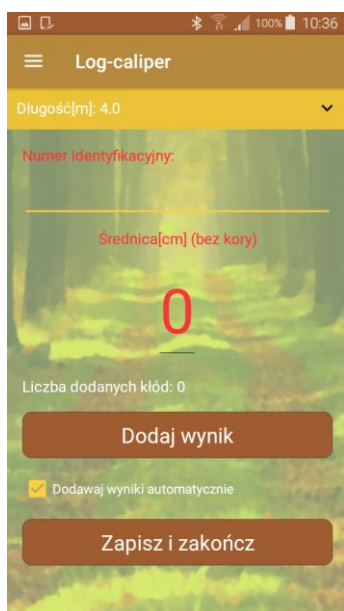 100% 10:36
Log-caliper
Długość[m]: 4.0
Numer identyfikacyjny:
Średnica[cm] (bez kory)
0
Liczba dodanych kłód: 0
Dodaj wynik
Dodawaj wyniki automatycznie
Zapisz i zakończ